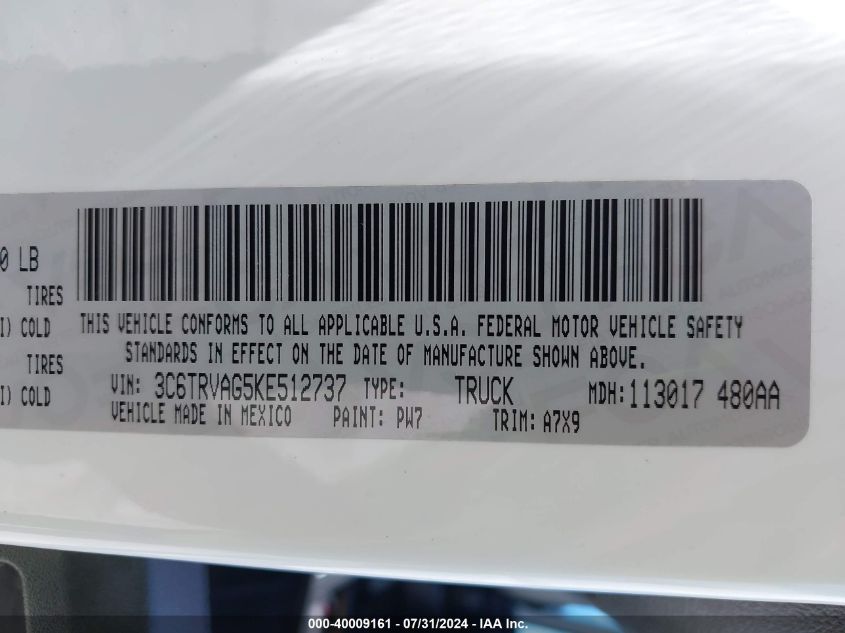 0 LB
TIRES
I) COLD
TIRES
I) COLD
THIS VEHICLE CONFORMS TO ALL APPLICABLE U.S.A. FEDERAL MOTOR VEHICLE SAFETY
STANDARDS IN EFFECT ON THE DATE OF MANUFACTURE SHOWN ABOVE.
VIN: 3C6TRVAG5KE512737 TYPE: TRUCK MDH:113017 480AA
VEHICLE MADE IN MEXICO PAINT: PW7 TRIM: A7X9
000-40009161 - 07/31/2024 - IAA Inc.